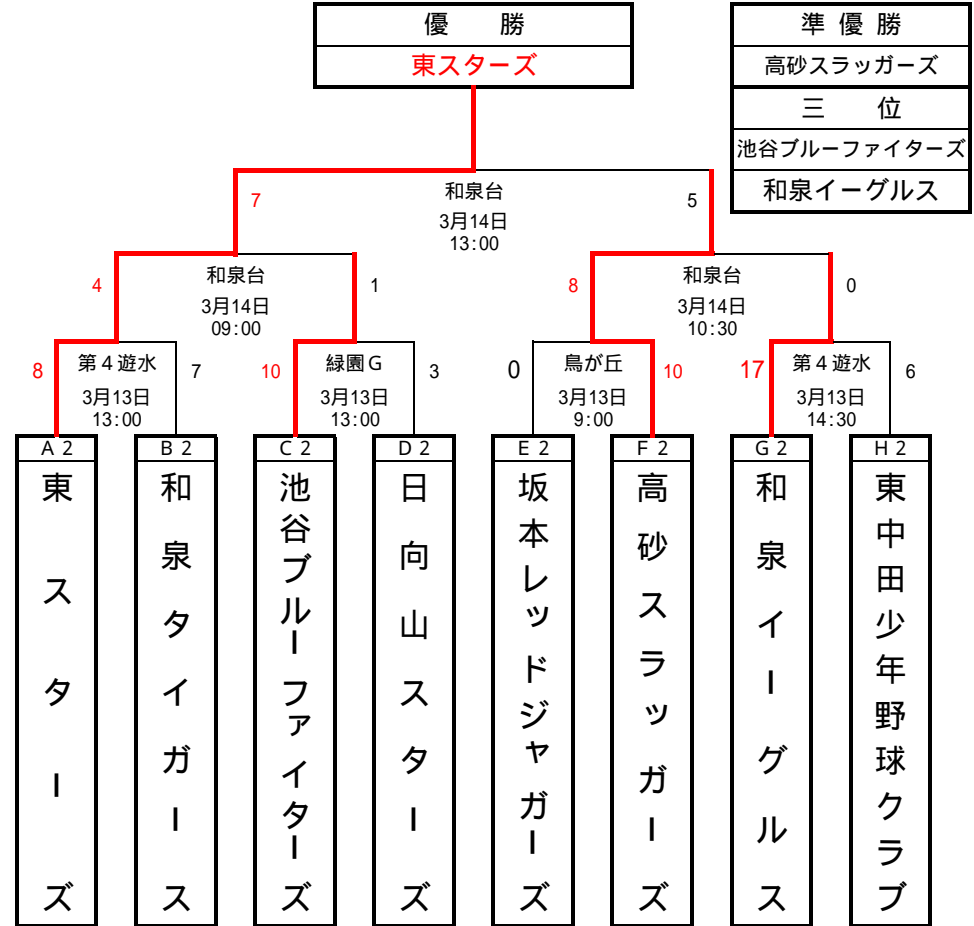 優 勝
東スターズ
準 優 勝
高砂スラッガーズ
三 位
池谷ブルーファイターズ
和泉イーグルス
7
和泉台
3月14日
13:00
5
4
和泉台
3月14日
09:00
1
8
和泉台
3月14日
10:30
0
8
第4遊水
3月13日
13:00
7
10
緑園G
3月13日
13:00
3
0
鳥が丘
3月13日
9:00
10
17
第4遊水
3月13日
14:30
6
A2
東スターズ
B2
和泉タイガース
C2
池谷ブルーファイターズ
D2
日向山スターズ
E2
坂本レッドジャガーズ
F2
高砂スラッガーズ
G2
和泉イーグルス
H2
東中田少年野球クラブ